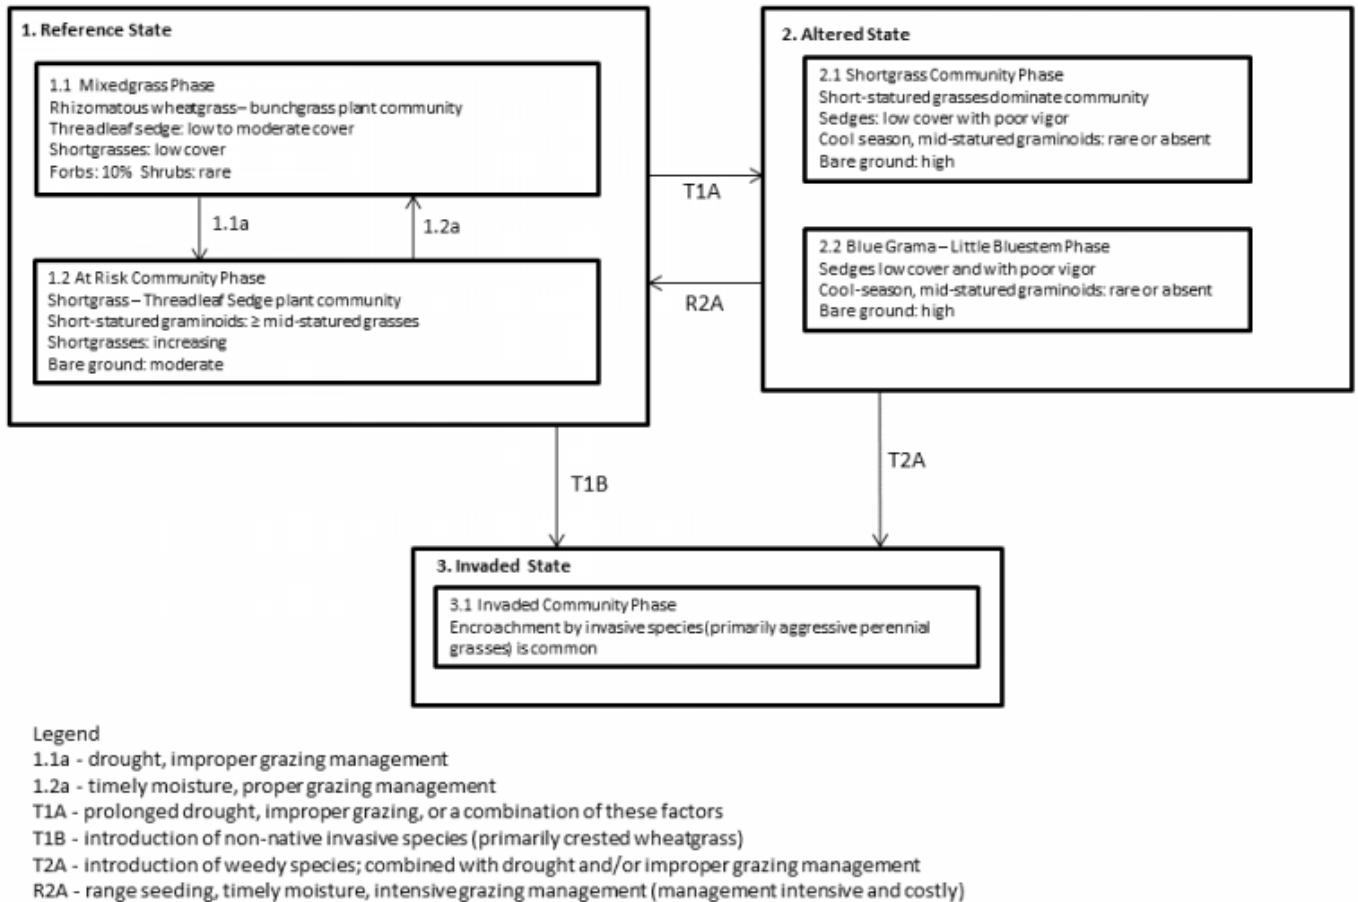 1. Reference State
1.1 Mixedgrass Phase
Rhizomatous wheatgrass– bunchgrass plant community
Threadleaf sedge: low to moderate cover
Shortgrasses: low cover
Forbs: 10% Shrubs: rare
1.1a
1.2a
1.2 At Risk Community Phase
Shortgrass – Threadleaf Sedge plant community
Short-statured graminoids: ≥ mid-statured grasses
Shortgrasses: increasing
Bare ground: moderate
T1A
R2A
2. Altered State
2.1 Shortgrass Community Phase
Short-statured grasses dominate community
Sedges: low cover with poor vigor
Cool season, mid-statured graminoids: rare or absent
Bare ground: high
2.2 Blue Grama – Little Bluestem Phase
Sedges low cover and with poor vigor
Cool-season, mid-statured graminoids: rare or absent
Bare ground: high
T1B
T2A
3. Invaded State
3.1 Invaded Community Phase
Encroachment by invasive species (primarily aggressive perennial
grasses) is common
Legend
1.1a - drought, improper grazing management
1.2a - timely moisture, proper grazing management
T1A - prolonged drought, improper grazing, or a combination of these factors
T1B - introduction of non-native invasive species (primarily crested wheatgrass)
T2A - introduction of weedy species; combined with drought and/or improper grazing management
R2A - range seeding, timely moisture, intensive grazing management (management intensive and costly)